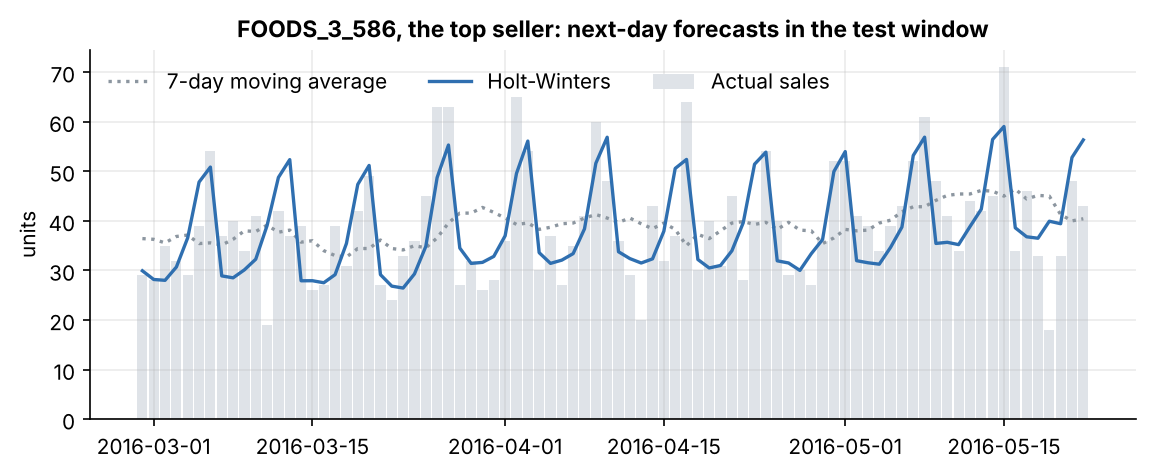 FOODS_3_586, the top seller: next-day forecasts in the test window
7-day moving average Holt-Winters Actual sales
units
70
60
50
40
30
20
10
0
2016-03-01 2016-03-15 2016-04-01 2016-04-15 2016-05-01 2016-05-15